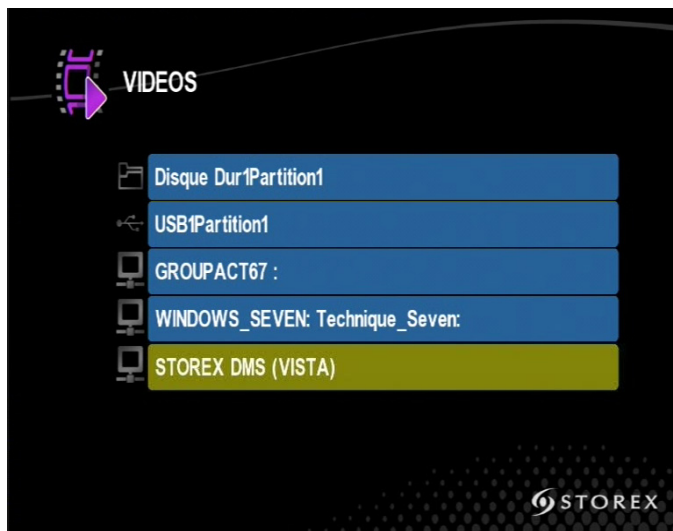 VIDEOS
Disque Dur1Partition1
USB1Partition1
GROUPACT67 :
WINDOWS_SEVEN: Technique_Seven:
STOREX DMS (VISTA)
STOREX